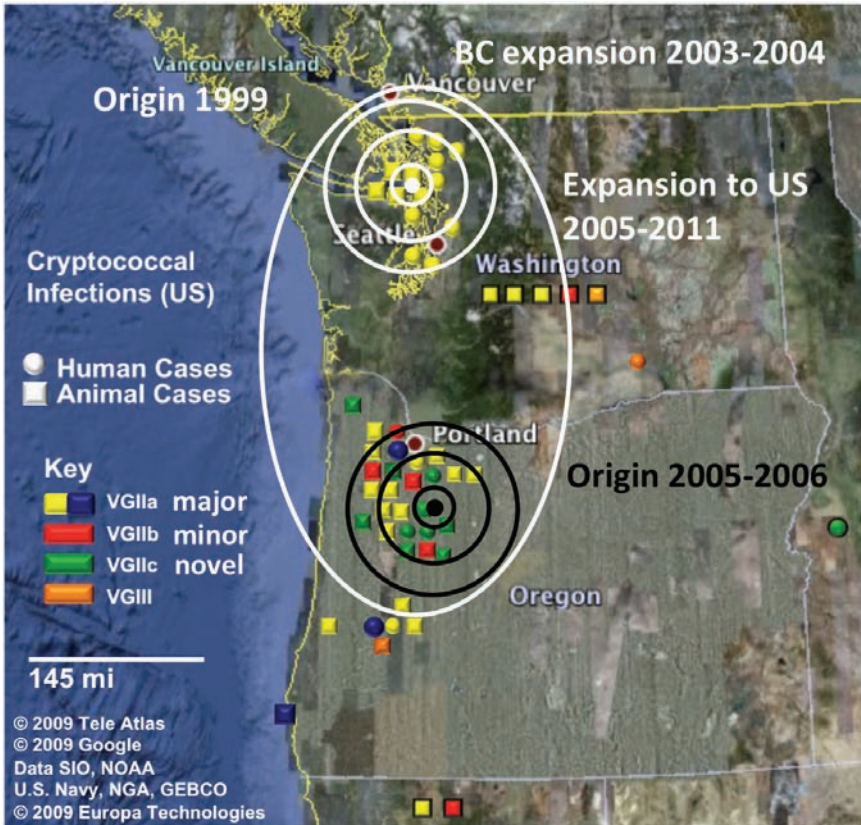 BC expansion 2003-2004
Vancouver Island
Vancouver
Origin 1999
Expansion to US
2005-2011
Seattle
Washington
Cryptococcal
Infections (US)
Human Cases
Animal Cases
Portland
Key
Origin 2005-2006
VGIIa major
VGIIb minor
VGIIc novel
VGIII
Oregon
145 mi
© 2009 Tele Atlas
© 2009 Google
Data SIO, NOAA
U.S. Navy, NGA, GEBCO
© 2009 Europa Technologies